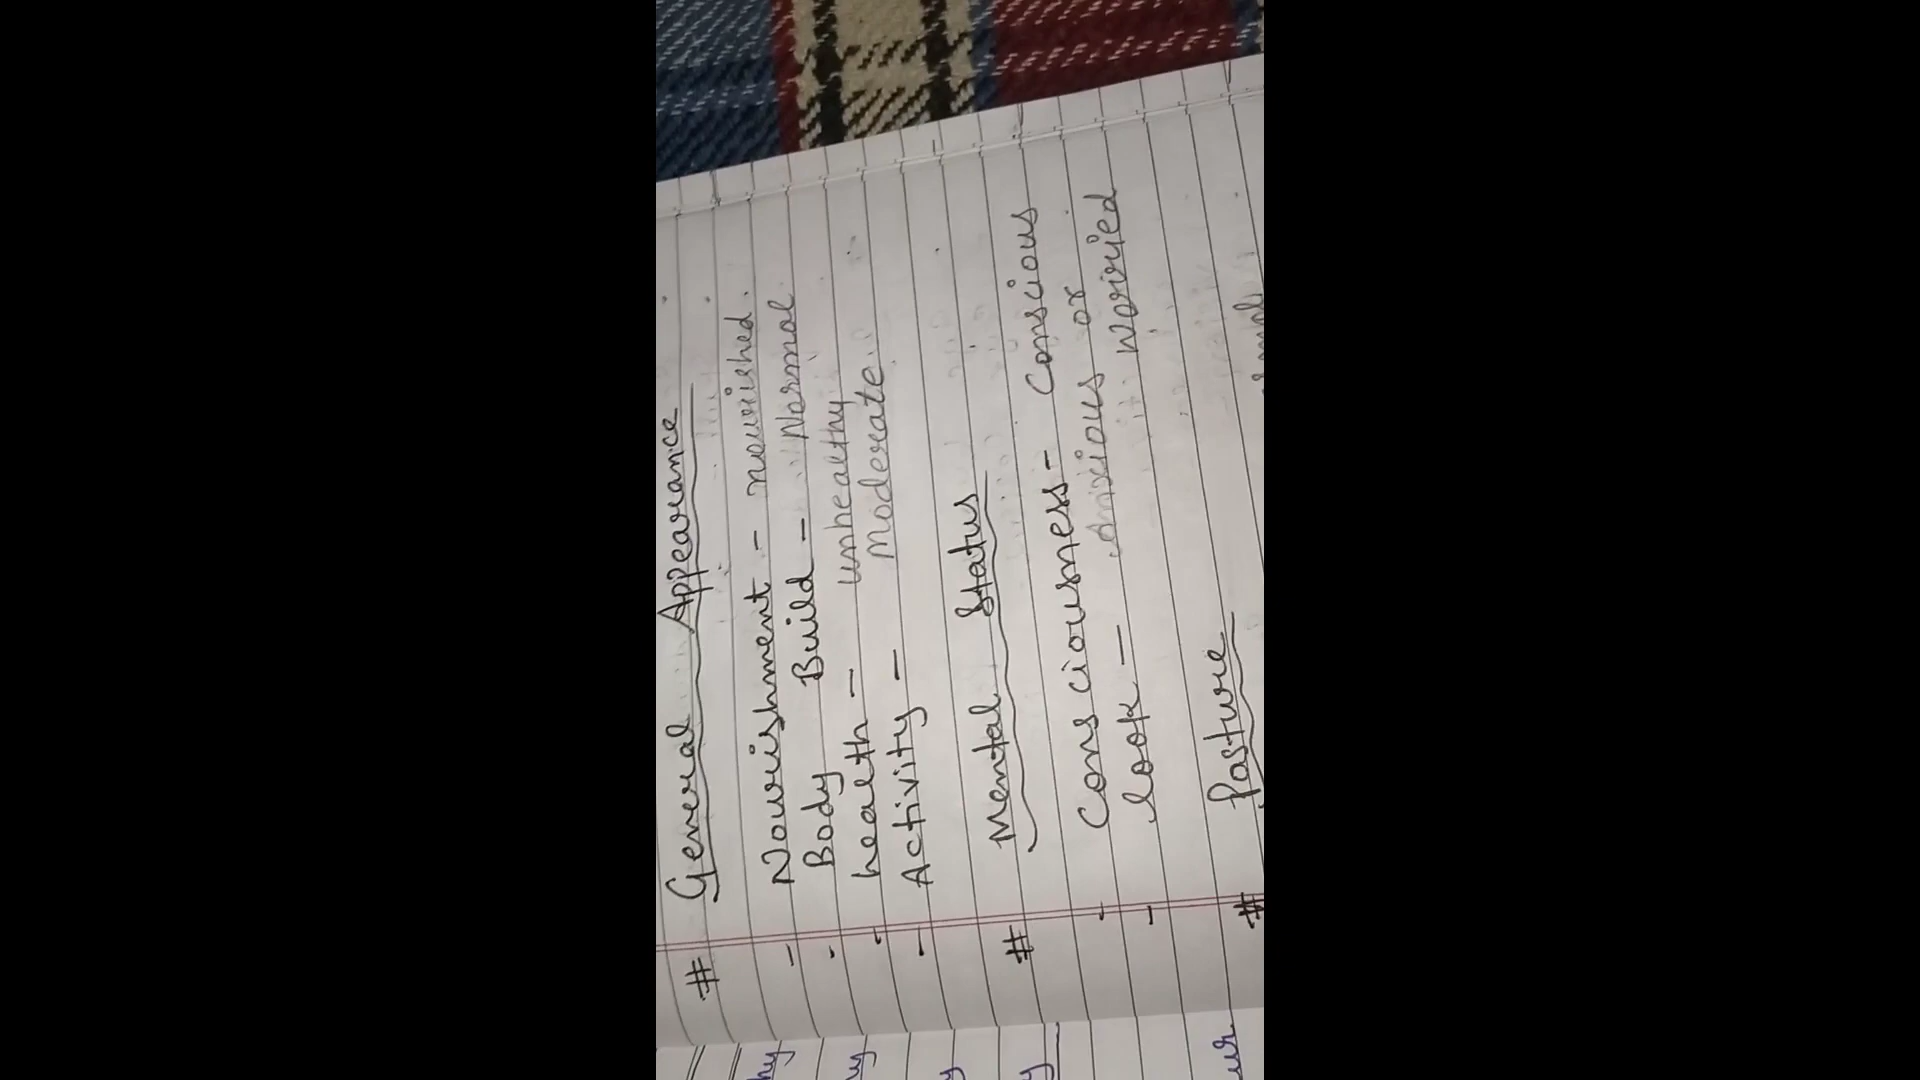 # General Appearance
- Nourishment - nourished.
- Body Build - Normal
- health - unhealthy
- Activity - Moderate
# Mental Status
- Consciousness - Conscious
- look - Anxious or
worried
# Posture